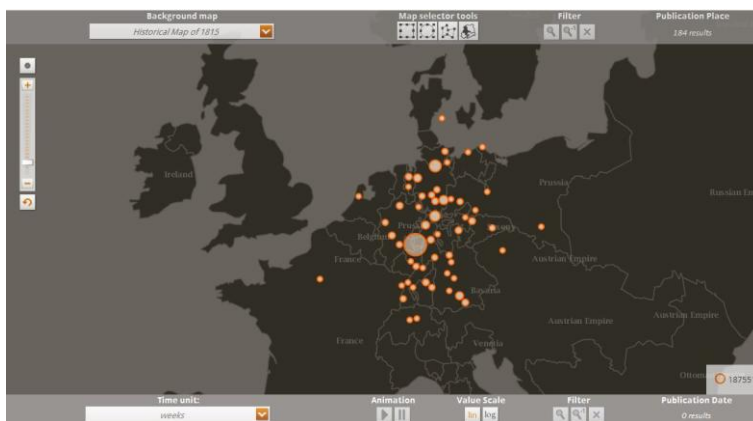 Background map
Map selector tools
Filter
Publication Place
Historical Map of 1815
184 results
Ireland
Prussia
Russian Em
Prus
Belgium
France
Austrian Empire
Bavaria
Austrian Empire
Austrian Empire
France
Venetia
Ottom
18755
Time unit:
Animation
Value Scale
Filter
Publication Date
weeks
lin
log
0 results